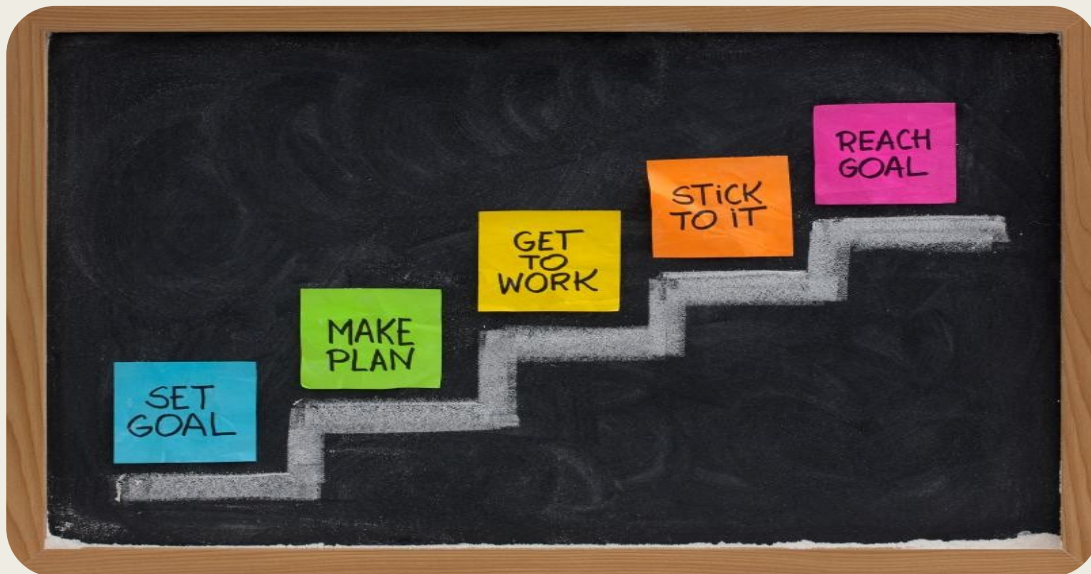 SET
GOAL
MAKE
PLAN
GET
TO
WORK
STiCK
TO iT
REACH
GOAL